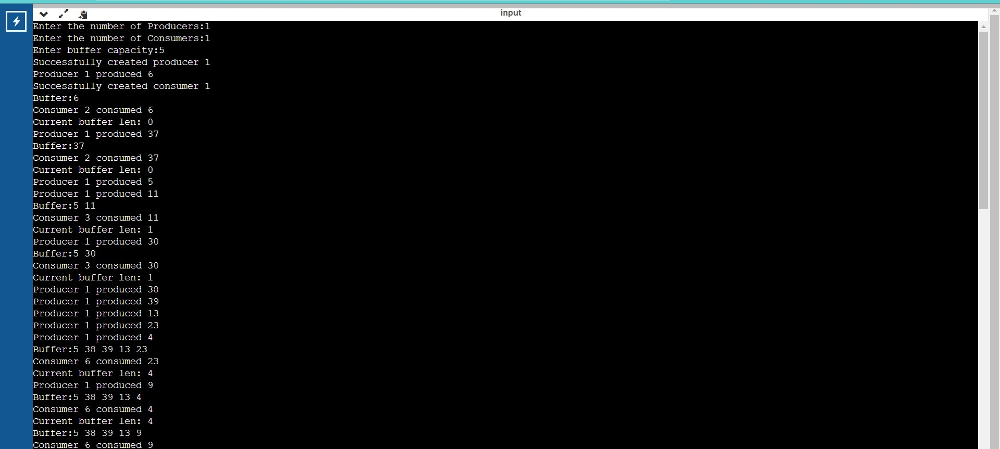 input
Enter the number of Producers:1
Enter the number of Consumers:1
Enter buffer capacity:5
Successfully created producer 1
Producer 1 produced 6
Successfully created consumer 1
Buffer:6
Consumer 2 consumed 6
Current buffer len: 0
Producer 1 produced 37
Buffer:37
Consumer 2 consumed 37
Current buffer len: 0
Producer 1 produced 5
Producer 1 produced 11
Buffer:5 11
Consumer 3 consumed 11
Current buffer len: 1
Producer 1 produced 30
Buffer:5 30
Consumer 3 consumed 30
Current buffer len: 1
Producer 1 produced 38
Producer 1 produced 39
Producer 1 produced 13
Producer 1 produced 23
Producer 1 produced 4
Buffer:5 38 39 13 23
Consumer 6 consumed 23
Current buffer len: 4
Producer 1 produced 9
Buffer:5 38 39 13 4
Consumer 6 consumed 4
Current buffer len: 4
Buffer:5 38 39 13 9
Consumer 6 consumed 9